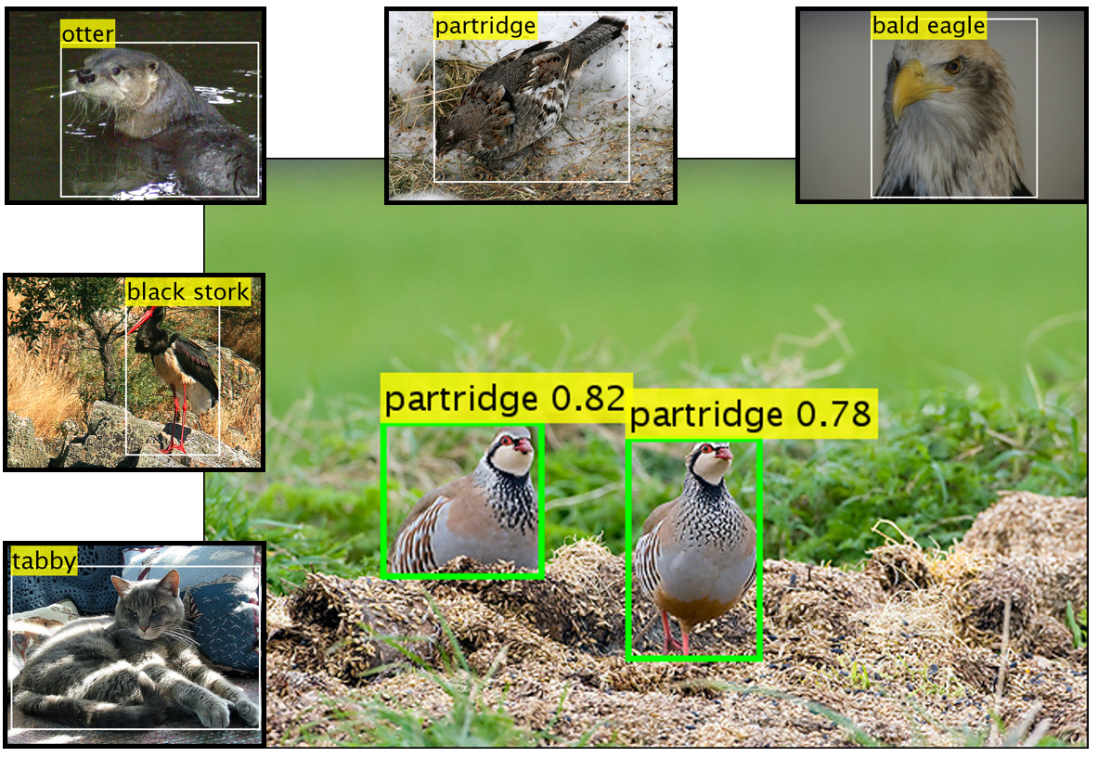 otter
partridge
bald eagle
black stork
partridge 0.82
partridge 0.78
tabby